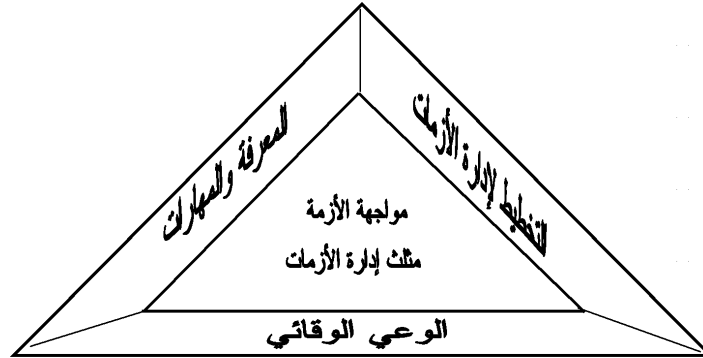 المعرفة والمهارات
التخطيط لإدارة الأزمات
مواجهة الأزمة
مثلث إدارة الأزمات
الوعي الوقائي